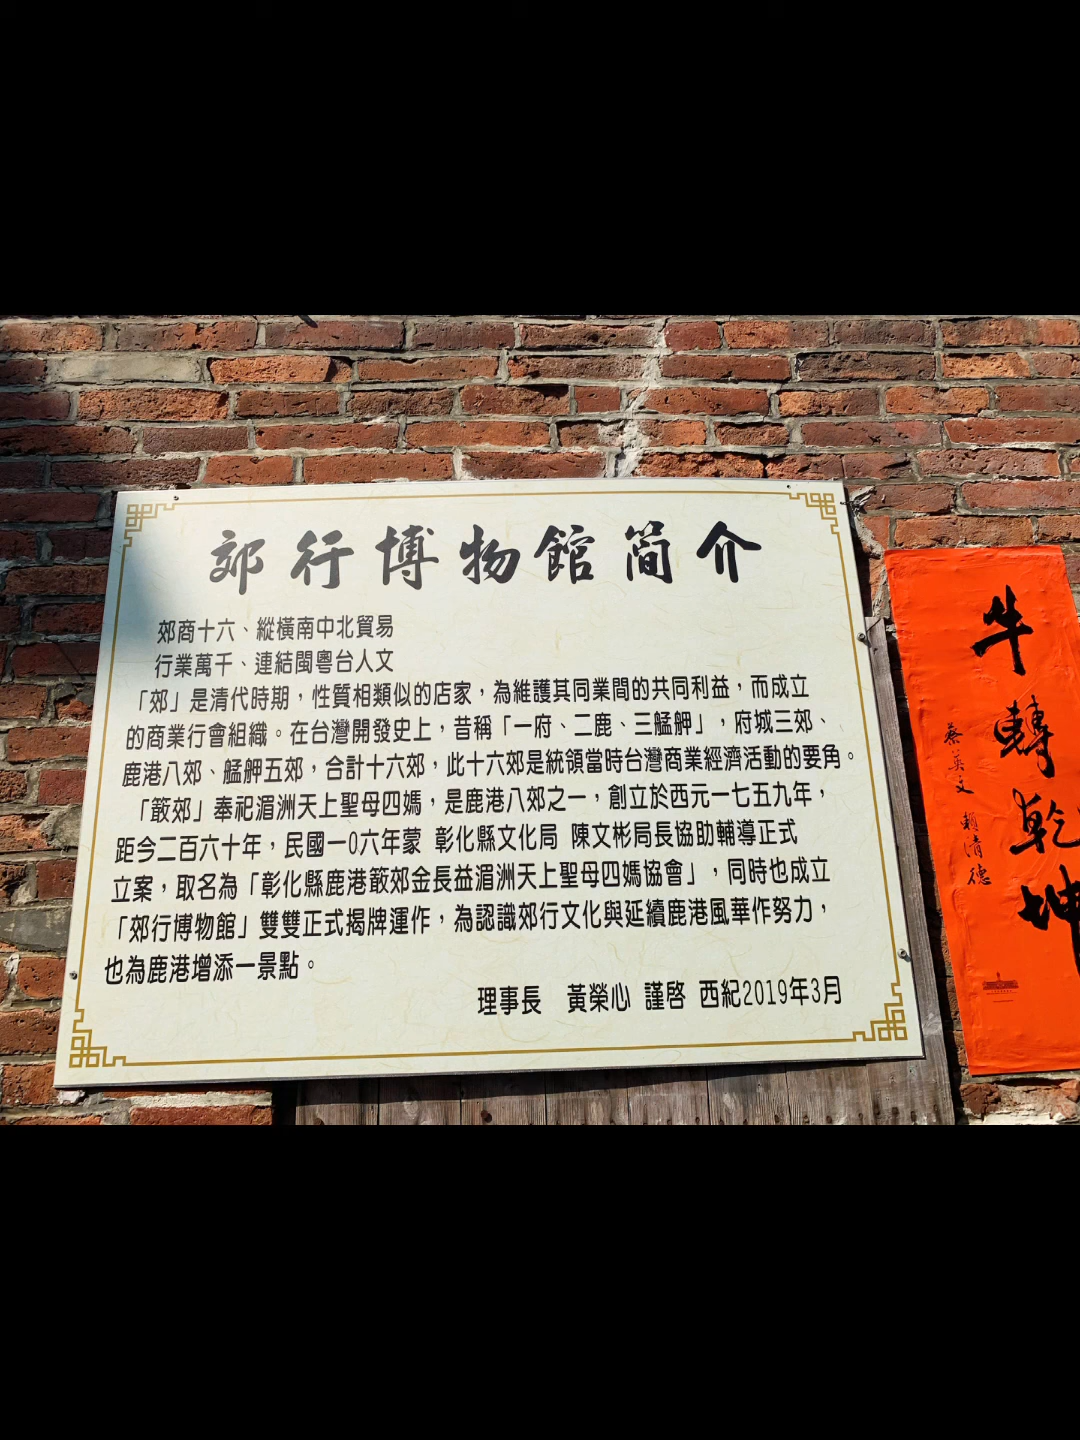 郊行博物館簡介
郊商十六、縱橫南中北貿易
行業萬千、連結閩粵台人文
「郊」是清代時期，性質相類似的店家，為維護其同業間的共同利益，而成立
的商業行會組織。在台灣開發史上，昔稱「一府、二鹿、三艋舺」，府城三郊、
鹿港八郊、艋舺五郊，合計十六郊，此十六郊是統領當時台灣商業經濟活動的要角。
「簸郊」奉祀湄洲天上聖母四媽，是鹿港八郊之一，創立於西元一七五九年，
距今二百六十年，民國一0六年蒙 彰化縣文化局 陳文彬局長協助輔導正式
立案，取名為「彰化縣鹿港簸郊金長益湄洲天上聖母四媽協會」，同時也成立
「郊行博物館」雙雙正式揭牌運作，為認識郊行文化與延續鹿港風華作努力，
也為鹿港增添一景點。
理事長 黃榮心 謹啓 西紀2019年3月
牛轉乾坤
蔡英文 賴清德